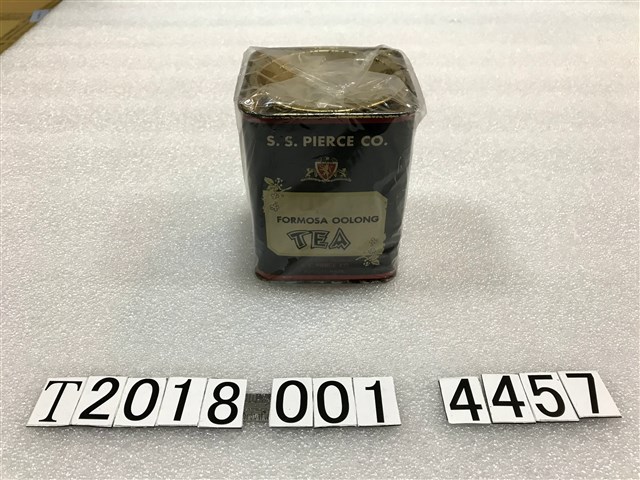 S. S. PIERCE CO.
FORMOSA OOLONG
TEA
T2018 001 4457